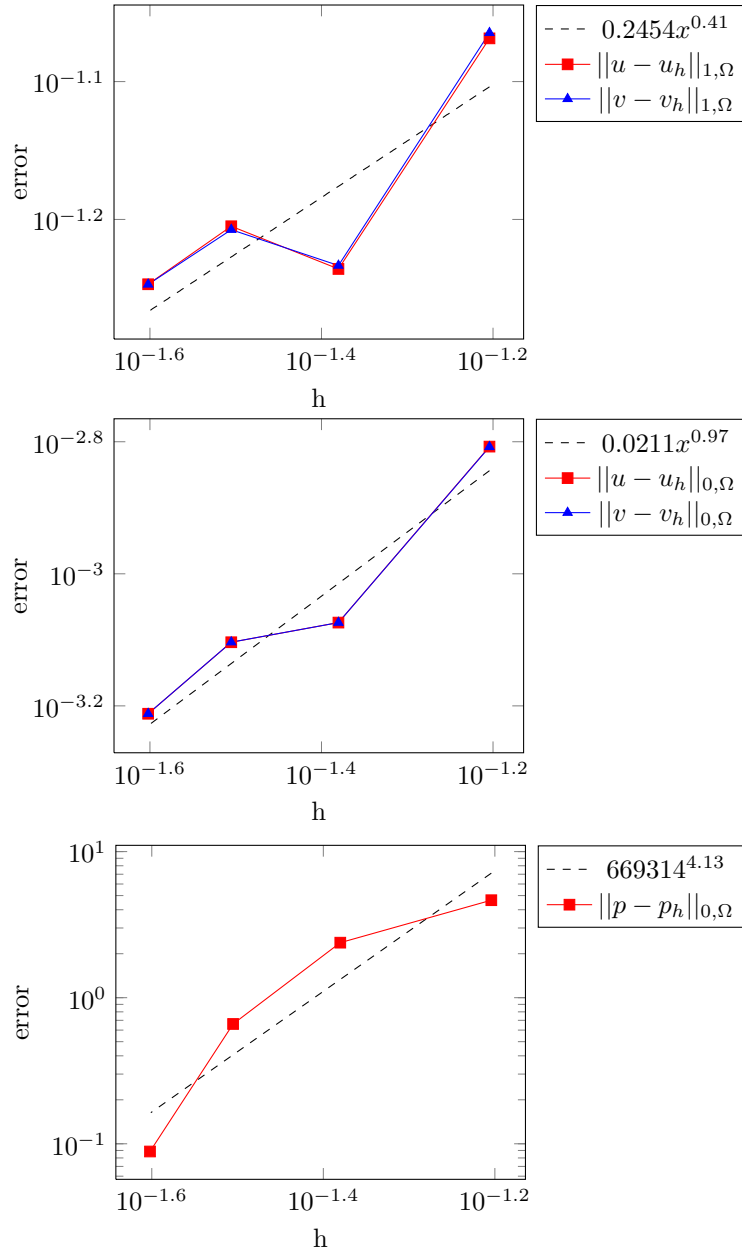 10^{-1.1}
10^{-1.2}
error
10^{-1.6}
10^{-1.4}
10^{-1.2}
h
0.2454x^{0.41}
||u − u_h||_{1,Ω}
||v − v_h||_{1,Ω}
10^{-2.8}
10^{-3}
10^{-3.2}
error
10^{-1.6}
10^{-1.4}
10^{-1.2}
h
0.0211x^{0.97}
||u − u_h||_{0,Ω}
||v − v_h||_{0,Ω}
10^1
10^0
10^{-1}
error
10^{-1.6}
10^{-1.4}
10^{-1.2}
h
669314^{4.13}
||p − p_h||_{0,Ω}